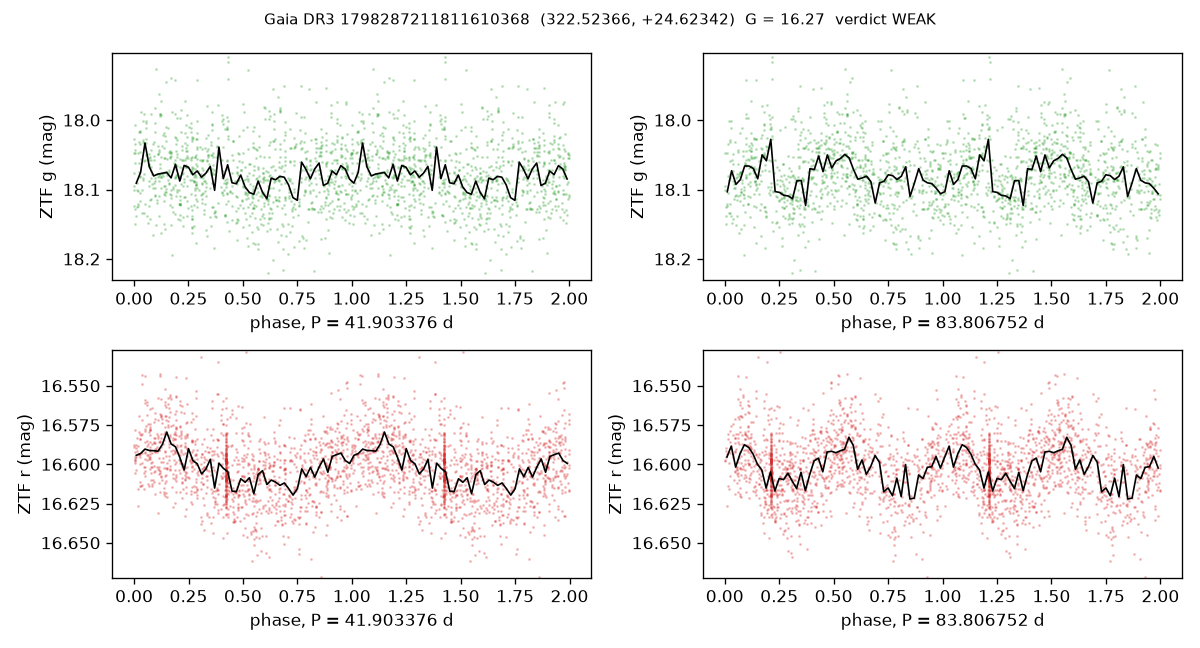 Gaia DR3 1798287211811610368 (322.52366, +24.62342) G = 16.27 verdict WEAK
ZTF g (mag)
18.0
18.1
18.2
0.00 0.25 0.50 0.75 1.00 1.25 1.50 1.75 2.00
phase, P = 41.903376 d
ZTF g (mag)
18.0
18.1
18.2
0.00 0.25 0.50 0.75 1.00 1.25 1.50 1.75 2.00
phase, P = 83.806752 d
ZTF r (mag)
16.550
16.575
16.600
16.625
16.650
0.00 0.25 0.50 0.75 1.00 1.25 1.50 1.75 2.00
phase, P = 41.903376 d
ZTF r (mag)
16.550
16.575
16.600
16.625
16.650
0.00 0.25 0.50 0.75 1.00 1.25 1.50 1.75 2.00
phase, P = 83.806752 d